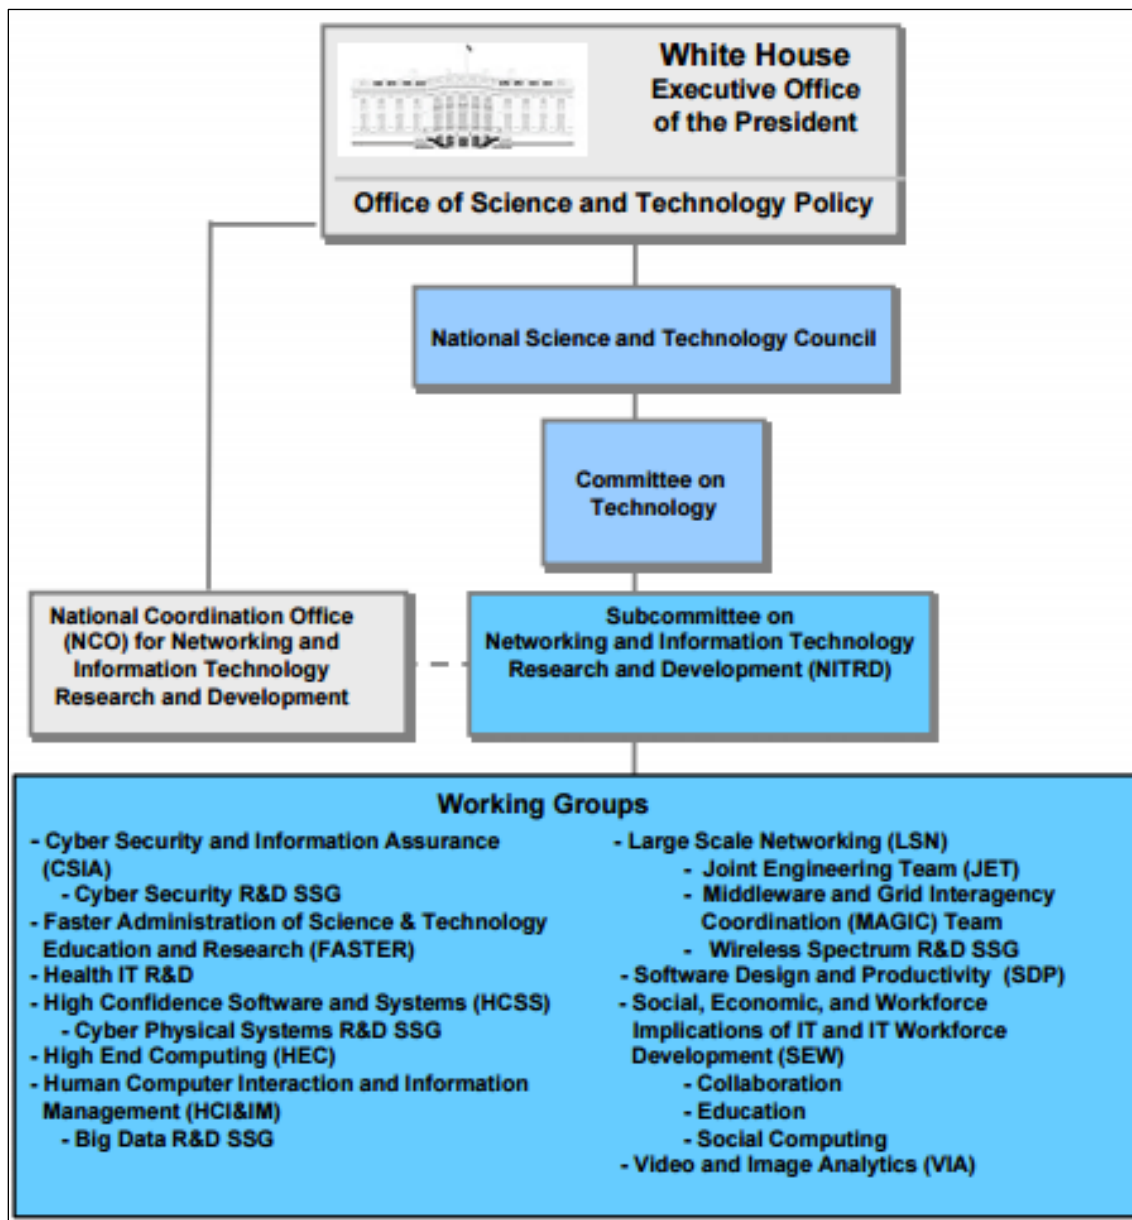 White House
Executive Office
of the President
Office of Science and Technology Policy
National Science and Technology Council
Committee on
Technology
National Coordination Office
(NCO) for Networking and
Information Technology
Research and Development
Subcommittee on
Networking and Information Technology
Research and Development (NITRD)
Working Groups
- Cyber Security and Information Assurance
(CSIA)
- Cyber Security R&D SSG
- Faster Administration of Science & Technology
Education and Research (FASTER)
- Health IT R&D
- High Confidence Software and Systems (HCSS)
- Cyber Physical Systems R&D SSG
- High End Computing (HEC)
- Human Computer Interaction and Information
Management (HCI&IM)
- Big Data R&D SSG
- Large Scale Networking (LSN)
- Joint Engineering Team (JET)
- Middleware and Grid Interagency
Coordination (MAGIC) Team
- Wireless Spectrum R&D SSG
- Software Design and Productivity (SDP)
- Social, Economic, and Workforce
Implications of IT and IT Workforce
Development (SEW)
- Collaboration
- Education
- Social Computing
- Video and Image Analytics (VIA)